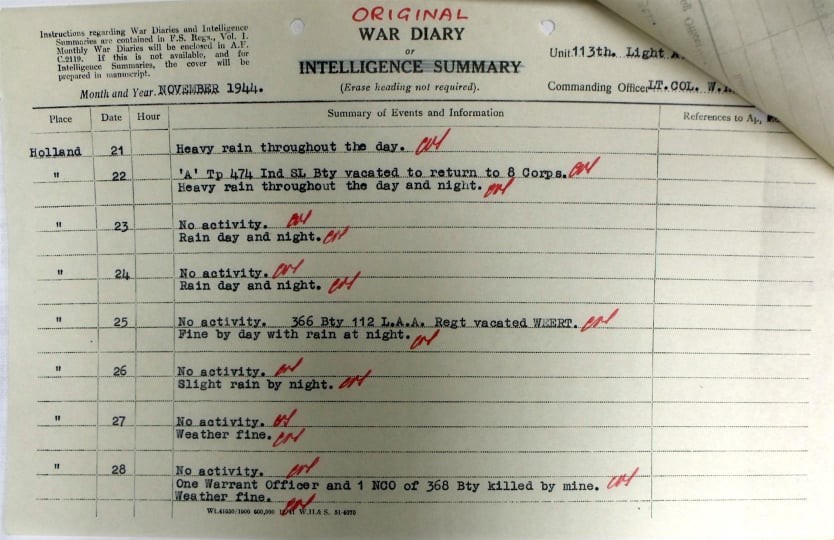 ORIGINAL
Instructions regarding War Diaries and Intelligence
Summaries are contained in F.S. Regs., Vol. I.
Monthly War Diaries will be enclosed in A.F.
C.2119. If this is not available, and for
Intelligence Summaries, the cover will be
prepared in manuscript.
WAR DIARY
or
INTELLIGENCE SUMMARY
(Erase heading not required).
Month and Year. NOVEMBER 1944.
Unit. 113th. Light A.
Commanding Officer LT. COL. W.
Place Date Hour Summary of Events and Information References to
Holland 21 Heavy rain throughout the day.
" 22 'A' Tp 474 Ind SL Bty vacated to return to 8 Corps.
Heavy rain throughout the day and night.
" 23 No activity.
Rain day and night.
" 24 No activity.
Rain day and night.
" 25 No activity. 366 Bty 112 L.A.A. Regt vacated WEERT.
Fine by day with rain at night.
" 26 No activity.
Slight rain by night.
" 27 No activity.
Weather fine.
" 28 No activity.
One Warrant Officer and 1 NCO of 368 Bty killed by mine.
Weather fine.
W.H.& S. 51-6070